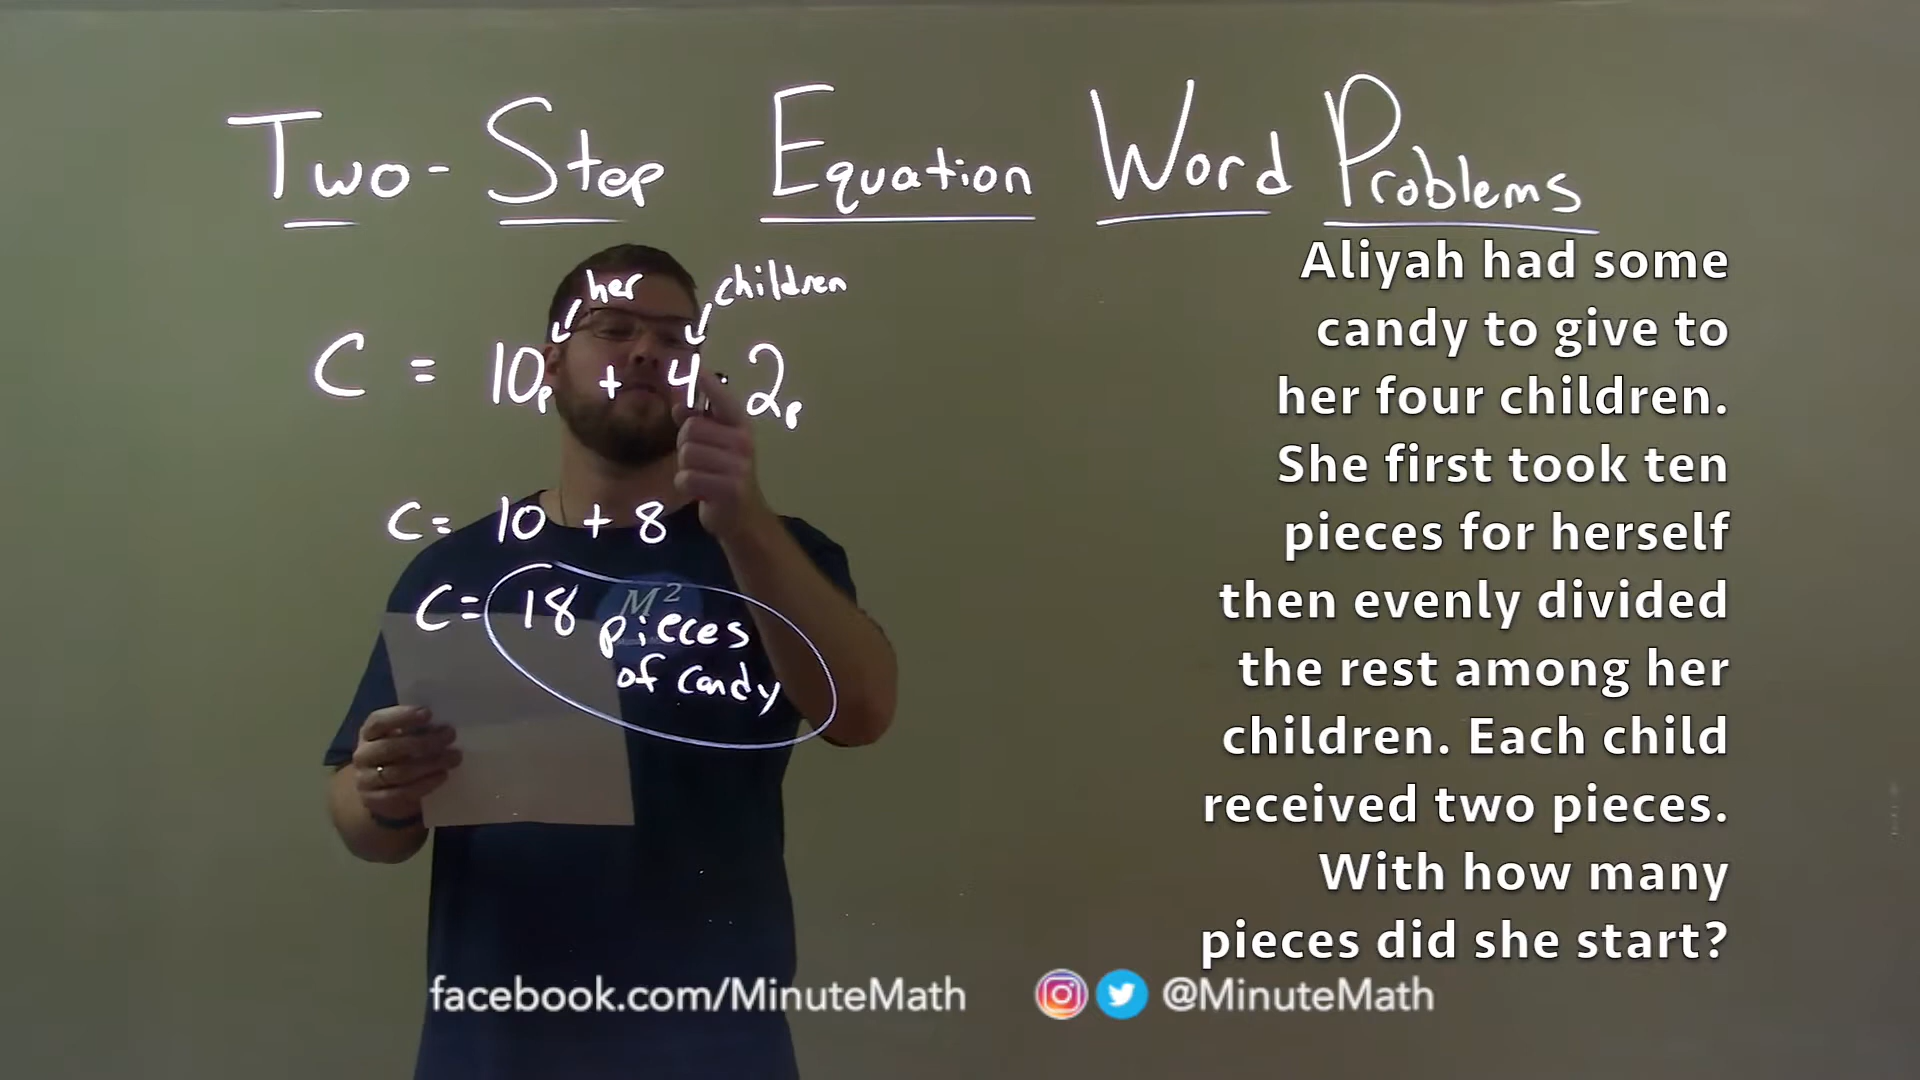 Two-Step Equation Word Problems
her children
C = 10p + 4 · 2p
C = 10 + 8
C = 18 pieces
of candy
M²
Aliyah had some
candy to give to
her four children.
She first took ten
pieces for herself
then evenly divided
the rest among her
children. Each child
received two pieces.
With how many
pieces did she start?
facebook.com/MinuteMath @MinuteMath